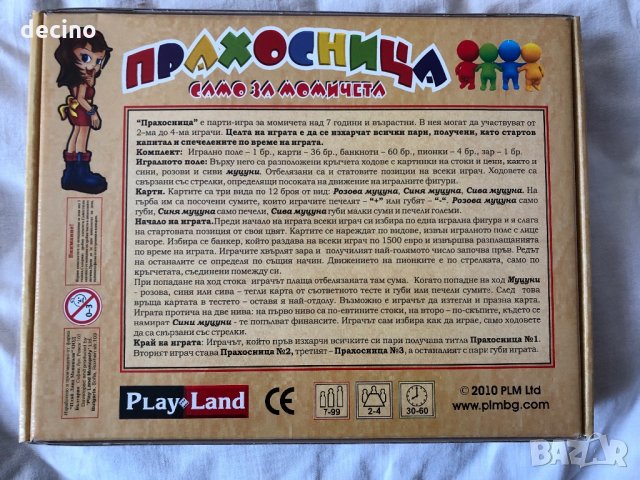 decino
ПРАХОСНИЦА
САМО ЗА МОМИЧЕТА
"Прахосница" е парти-игра за момичета над 7 години и възрастни. В нея могат да участвуват от
2-ма до 4-ма играчи. Целта на играта е да се изхарчат всички пари, получени, като стартов
капитал и спечелените по време на играта.
Комплект: Игрално поле - 1 бр., карти - 36 бр., банкноти - 60 бр., пионки - 4 бр., зар - 1 бр.
Игралното поле: Върху него са разположени кръгчета ходове с картинки на стоки и цени, както и
сини, розови и сиви муцуни. Отбелязани са и статовите позиции на всеки играч. Ходовете са
свързани със стрелки, определящи посоката на движение на игралните фигури.
Карти. Картите са три вида по 12 броя от вид: Розова муцуна, Синя муцуна, Сива муцуна. На
гърба им са посочени сумите, които играчите печелят - "+" или губят - "-". Розова муцуна само
губи, Синя муцуна само печели, Сива муцуна губи малки суми и печели големи.
Начало на играта. Преди начало на играта всеки играч си избира по една игрална фигура и я слага
на стартовата позиция от своя цвят. Картите се нареждат по видове, извън игралното поле с лице
нагоре. Избира се банкер, който раздава на всеки играч по 1500 евро и извършва разплащанията
по време на играта. Играчите хвърлят зара и получилият най-голямото число започва пръв. Редът
на останалите се определя по същия начин. Движението на пионките е по стрелката, само по
кръгчетата, съединени помежду си.
При попадане на ход стока играчът плаща отбелязаната там сума. Когато попадне на ход Муцуни
- розова, синя или сива - тегли карта от съответното тесте и губи или печели сумите. След това
връща картата в тестето - оставя я най-отдолу. Възможно е играчът да изтегли и празна карта.
Играта протича на две нива: на първо ниво са по-евтините стоки, на второ - по-скъпите, където се
намират Сини муцуни - те попълват финансите. Играчът сам избира как да играе, само ходовете
да са свързани със стрелки.
Край на играта: Играчът, който пръв изхарчи всичките си пари получава титла Прахосница №1.
Вторият играч става Прахосница №2, третият - Прахосница №3, а останалият с пари губи играта.
Внимание!
0-3
PLAY LAND
CE
7-99
2-4
30-60
© 2010 PLM Ltd
www.plmbg.com
BAZAR